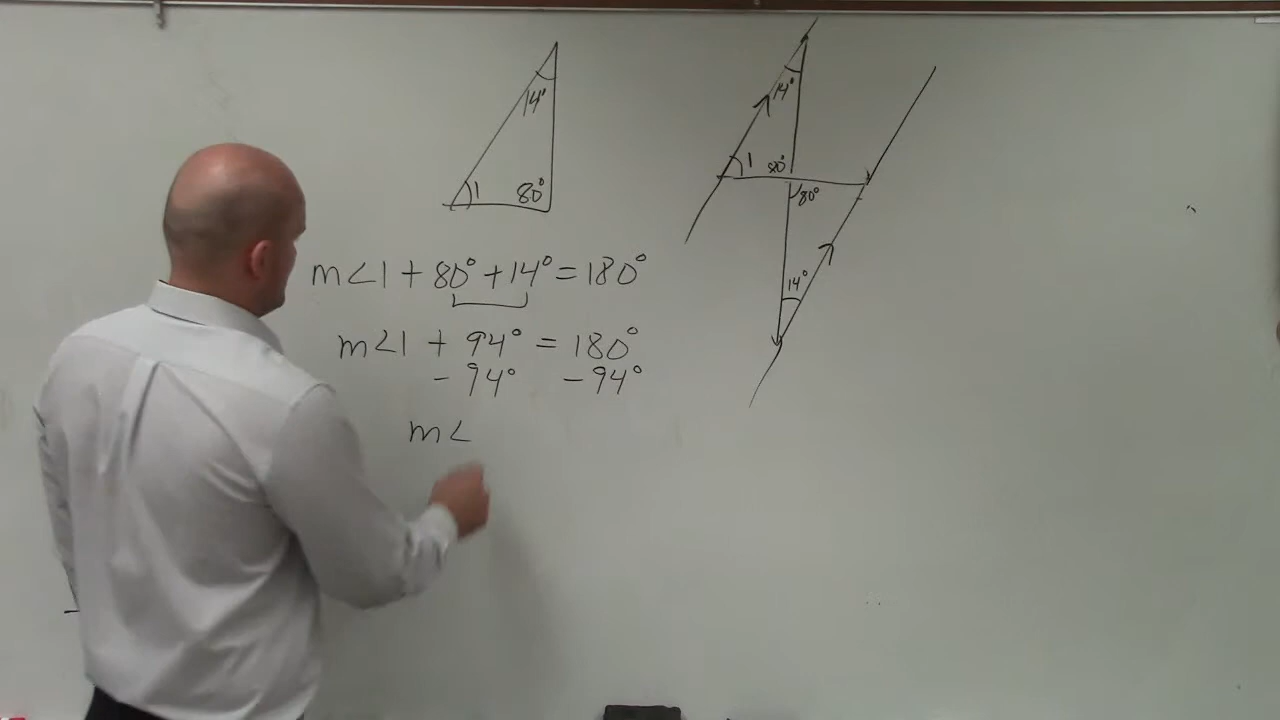 14°
1 80°
m<1 + 80° + 14° = 180°
m<1 + 94° = 180°
- 94° - 94°
m<
14°
1 80°
80°
14°